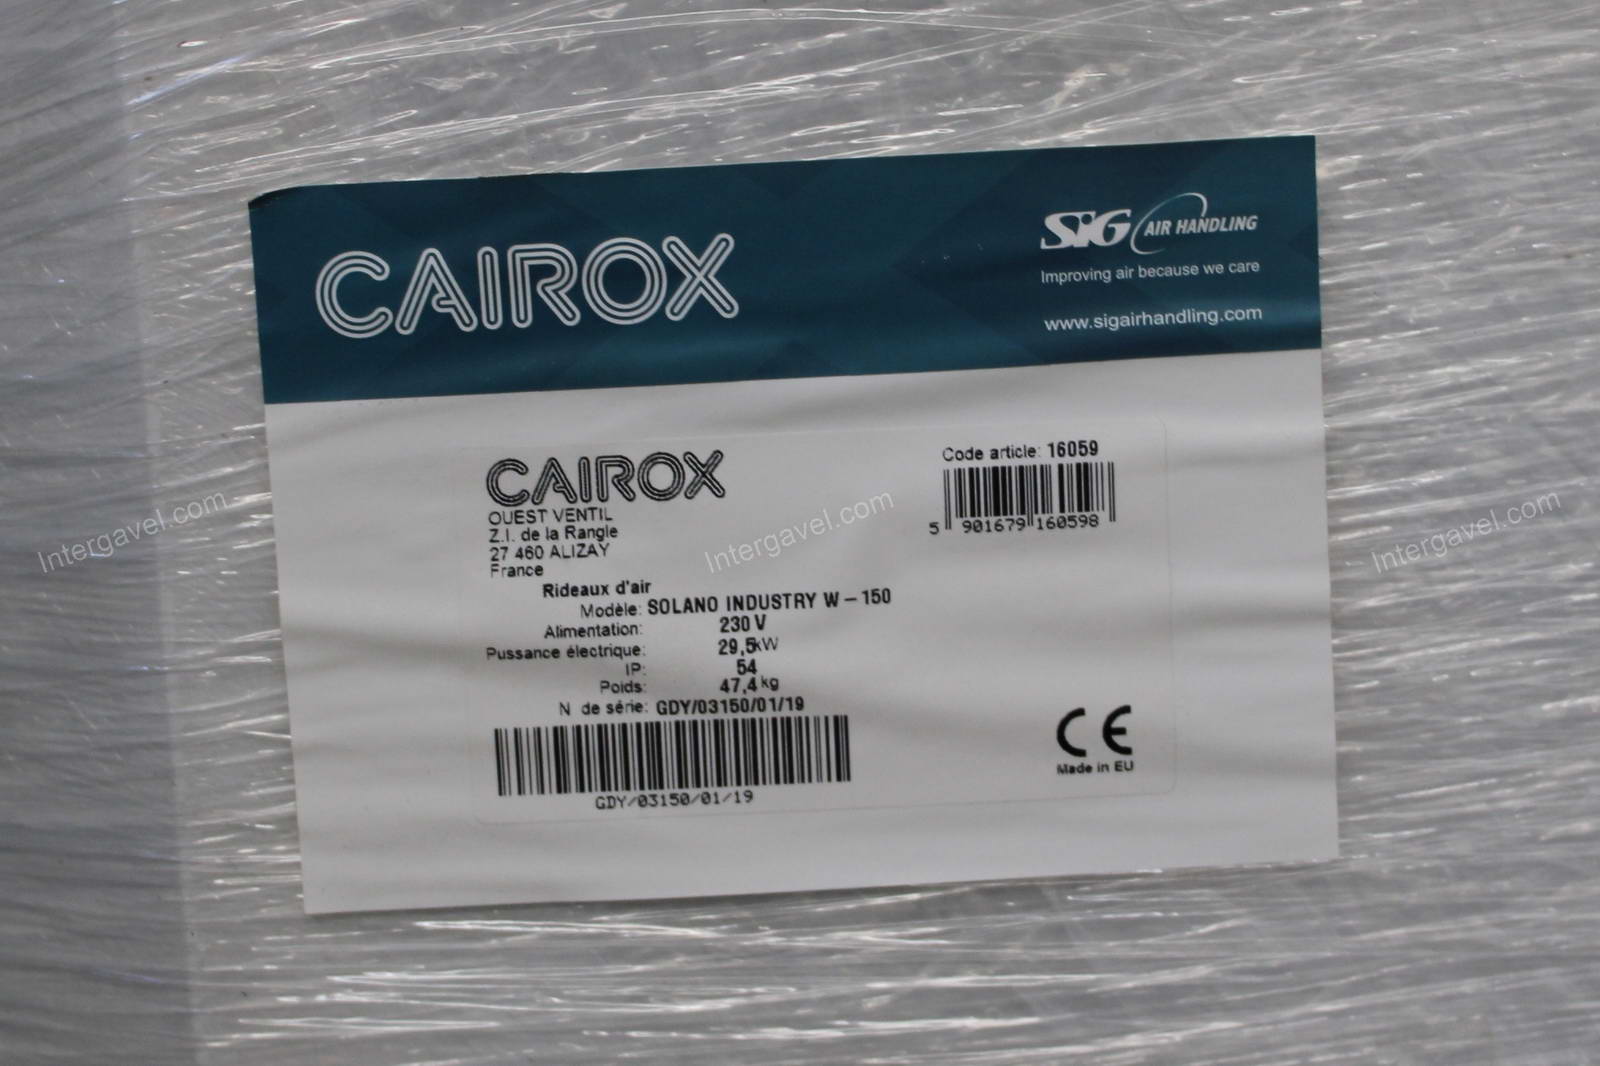 CAIROX
SiG AIR HANDLING
Improving air because we care
www.sigairhandling.com
CAIROX
OUEST VENTIL
Z.I. de la Rangle
27 460 ALIZAY
France
Code article: 16059
5 901679 160598
Rideaux d'air
Modèle: SOLANO INDUSTRY W – 150
Alimentation: 230 V
Pussance électrique: 29,5kW
IP: 54
Poids: 47,4 kg
N de série: GDY/03150/01/19
GDY/03150/01/19
CE
Made in EU
Intergavel.com
Intergavel.com
Intergavel.com